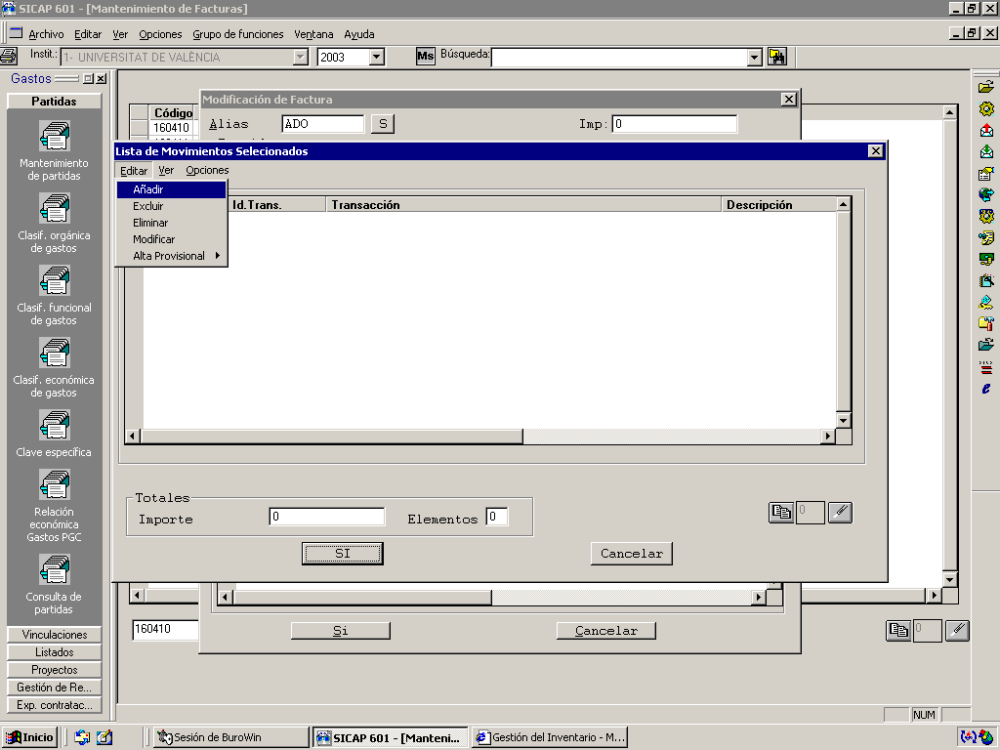 SICAP 601 - [Mantenimiento de Facturas]
Archivo Editar Ver Opciones Grupo de funciones Ventana Ayuda
Instit.: 1- UNIVERSITAT DE VALÈNCIA 2003 Ms Búsqueda:
Gastos
Partidas
Mantenimiento
de partidas
Clasif. orgánica
de gastos
Clasif. funcional
de gastos
Clasif. económica
de gastos
Clave específica
Relación
económica
Gastos PGC
Consulta de
partidas
Vinculaciones
Listados
Proyectos
Gestión de Re...
Exp. contratac...
Código
160410
Modificación de Factura
Alias ADO S Imp: 0
Lista de Movimientos Seleccionados
Editar Ver Opciones
Añadir
Excluir
Eliminar
Modificar
Alta Provisional
Id.Trans. Transacción Descripción
Totales
Importe 0 Elementos 0
0
SI Cancelar
Si Cancelar
160410 0
NUM
Inicio Sesión de BuroWin SICAP 601 - [Manteni... Gestión del Inventario - M...